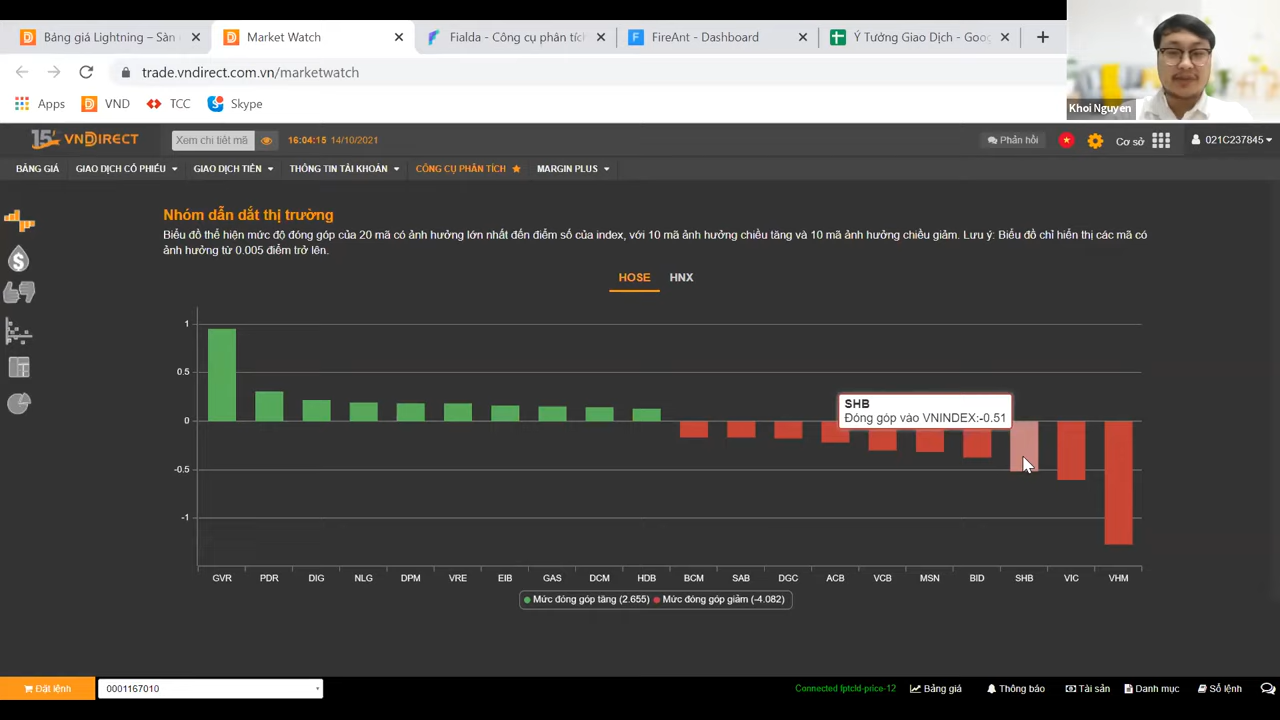 Bảng giá Lightning – Sàn
Market Watch
Fialda - Công cụ phân tích
FireAnt - Dashboard
Ý Tưởng Giao Dịch - Goog
trade.vndirect.com.vn/marketwatch
Apps
VND
TCC
Skype
Khoi Nguyen
15 VNDIRECT
Xem chi tiết mã
16:04:15 14/10/2021
Phản hồi
Cơ sở
021C237845
BẢNG GIÁ
GIAO DỊCH CỔ PHIẾU
GIAO DỊCH TIỀN
THÔNG TIN TÀI KHOẢN
CÔNG CỤ PHÂN TÍCH
MARGIN PLUS
Nhóm dẫn dắt thị trường
Biểu đồ thể hiện mức độ đóng góp của 20 mã có ảnh hưởng lớn nhất đến điểm số của index, với 10 mã ảnh hưởng chiều tăng và 10 mã ảnh hưởng chiều giảm. Lưu ý: Biểu đồ chỉ hiển thị các mã có
ảnh hưởng từ 0.005 điểm trở lên.
HOSE HNX
1
0.5
0
-0.5
-1
SHB
Đóng góp vào VNINDEX:-0.51
GVR PDR DIG NLG DPM VRE EIB GAS DCM HDB BCM SAB DGC ACB VCB MSN BID SHB VIC VHM
Mức đóng góp tăng (2.655) Mức đóng góp giảm (-4.082)
Đặt lệnh
0001167010
Connected fptcld-price-12
Bảng giá
Thông báo
Tài sản
Danh mục
Sổ lệnh